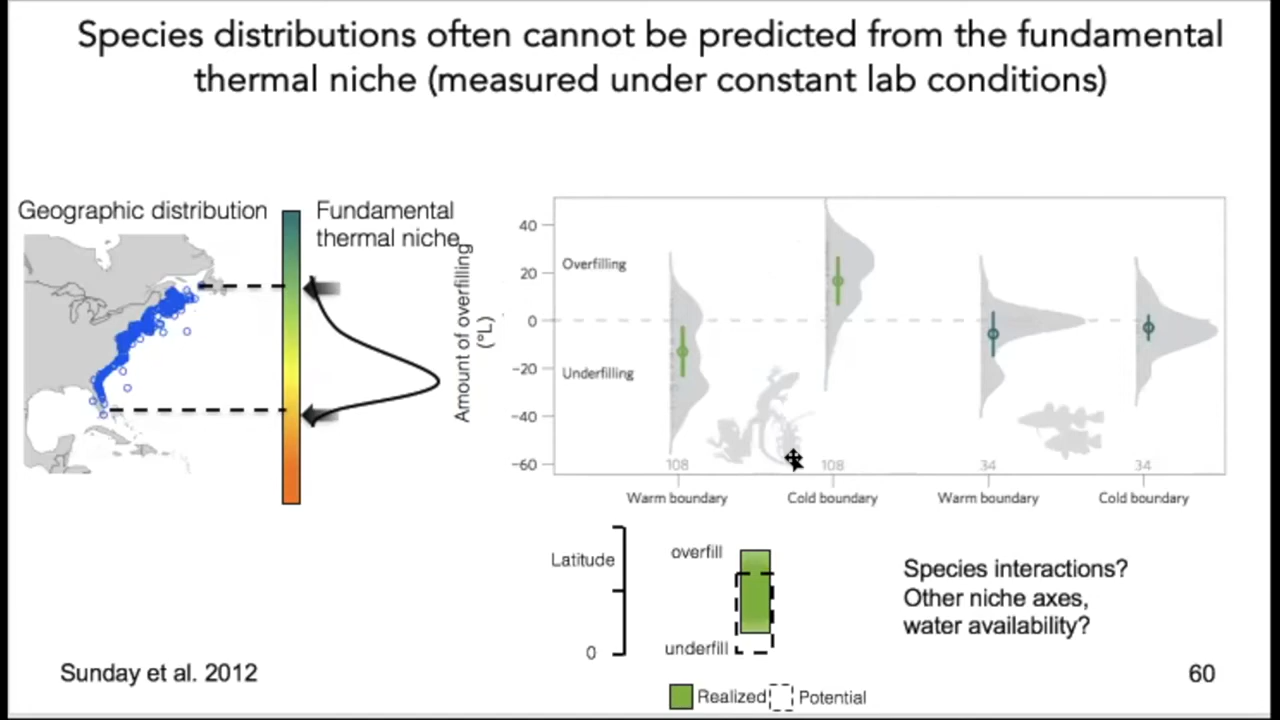 Species distributions often cannot be predicted from the fundamental
thermal niche (measured under constant lab conditions)
Geographic distribution
Fundamental
thermal niche
Amount of overfilling
(°L)
40
20
0
−20
−40
−60
Overfilling
Underfilling
108
108
34
34
Warm boundary
Cold boundary
Warm boundary
Cold boundary
Latitude
0
overfill
underfill
Realized
Potential
Species interactions?
Other niche axes,
water availability?
Sunday et al. 2012
60